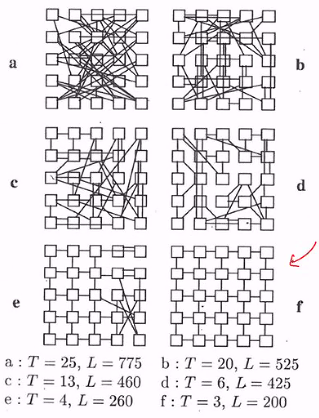 a
b
c
d
e
f
a : T = 25, L = 775 b : T = 20, L = 525
c : T = 13, L = 460 d : T = 6, L = 425
e : T = 4, L = 260 f : T = 3, L = 200